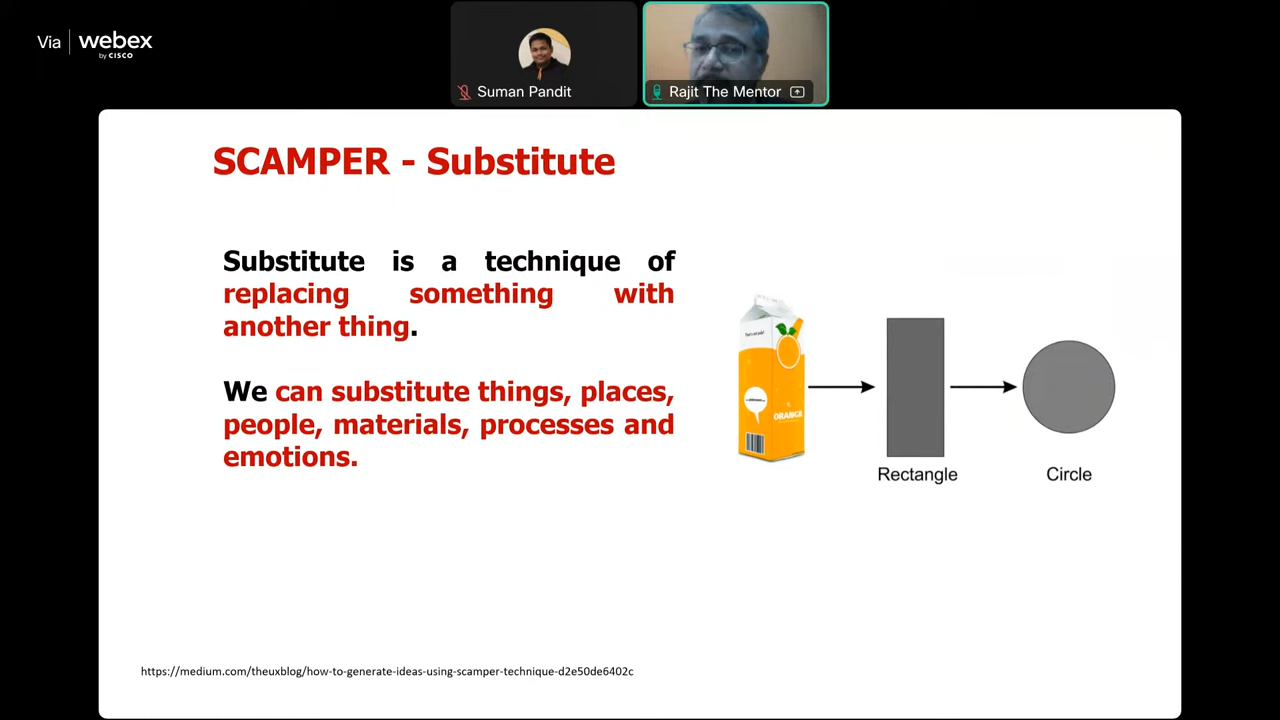 Via | webex
by CISCO
Suman Pandit
Rajit The Mentor
SCAMPER - Substitute
Substitute is a technique of
replacing something with
another thing.
We can substitute things, places,
people, materials, processes and
emotions.
ORANGE
Rectangle
Circle
https://medium.com/theuxblog/how-to-generate-ideas-using-scamper-technique-d2e50de6402c